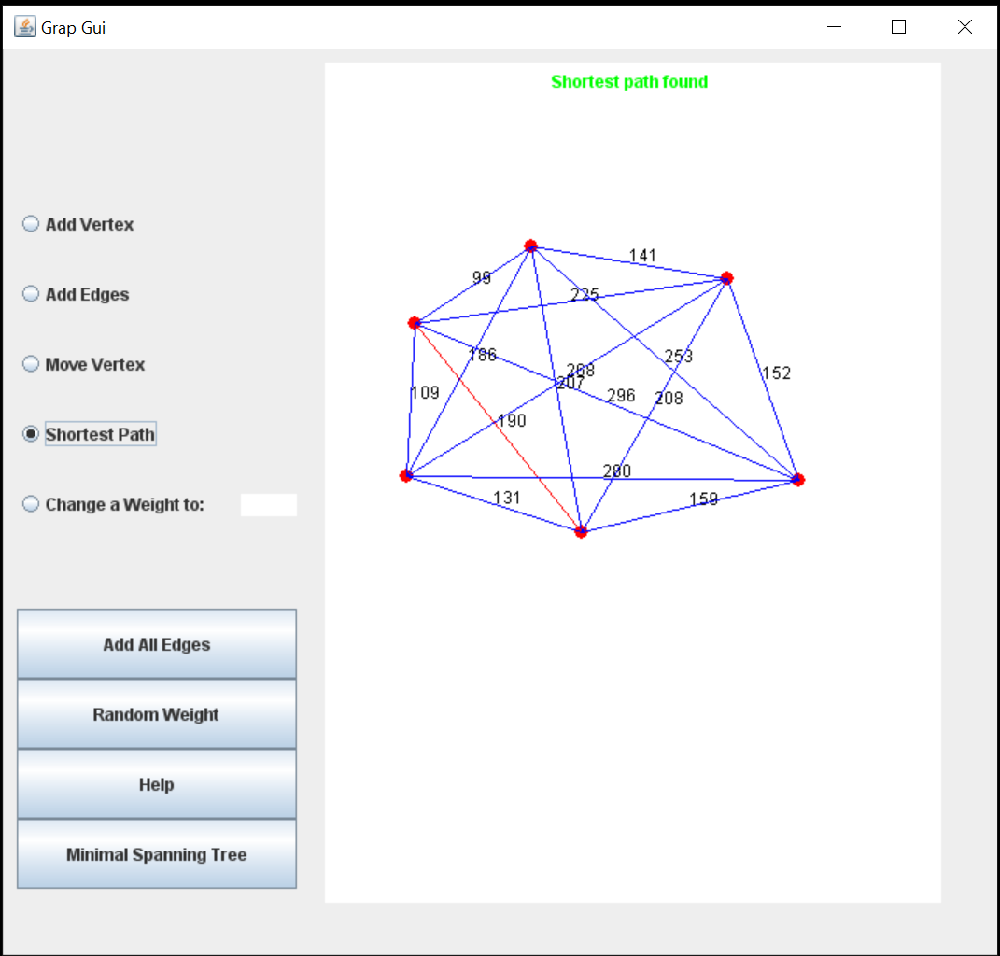 Grap Gui
Shortest path found
Add Vertex
Add Edges
Move Vertex
Shortest Path
Change a Weight to:
Add All Edges
Random Weight
Help
Minimal Spanning Tree
141
99
225
186
253
268
207
152
109
296
208
190
280
131
159